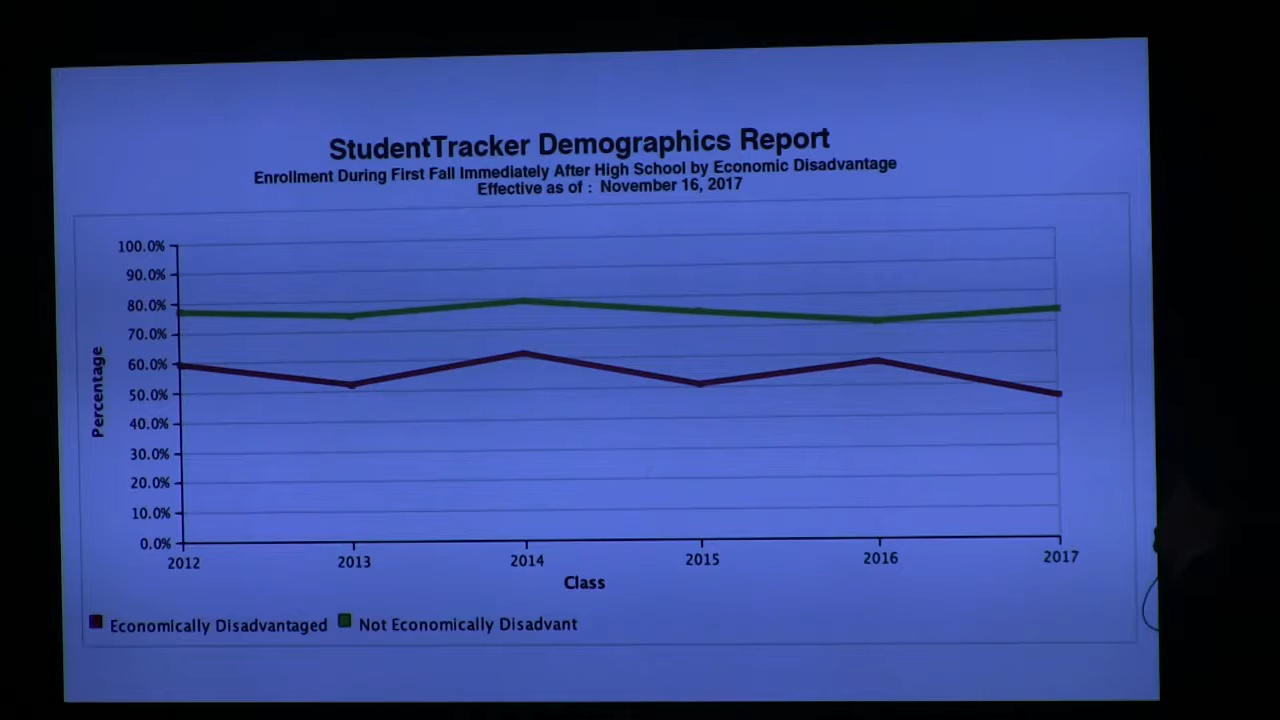 StudentTracker Demographics Report
Enrollment During First Fall Immediately After High School by Economic Disadvantage
Effective as of : November 16, 2017
100.0%
90.0%
80.0%
70.0%
60.0%
50.0%
40.0%
30.0%
20.0%
10.0%
0.0%
Percentage
2012 2013 2014 2015 2016 2017
Class
Economically Disadvantaged Not Economically Disadvant